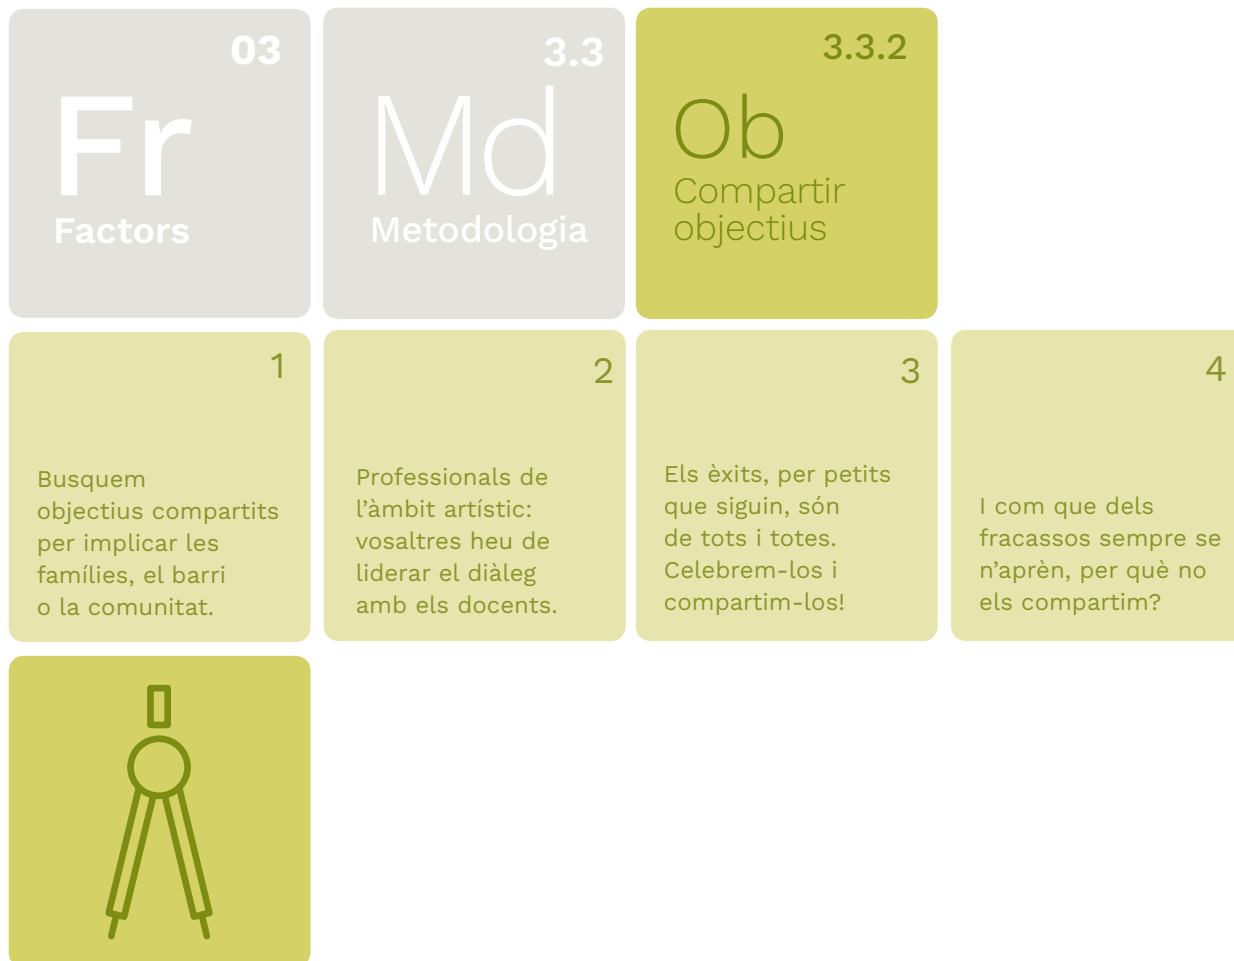 03
Fr
Factors
3.3
Md
Metodologia
3.3.2
Ob
Compartir
objectius
1
Busquem
objectius compartits
per implicar les
famílies, el barri
o la comunitat.
2
Professionals de
l’àmbit artístic:
vosaltres heu de
liderar el diàleg
amb els docents.
3
Els èxits, per petits
que siguin, són
de tots i totes.
Celebrem-los i
compartim-los!
4
I com que dels
fracassos sempre se
n’aprèn, per què no
els compartim?